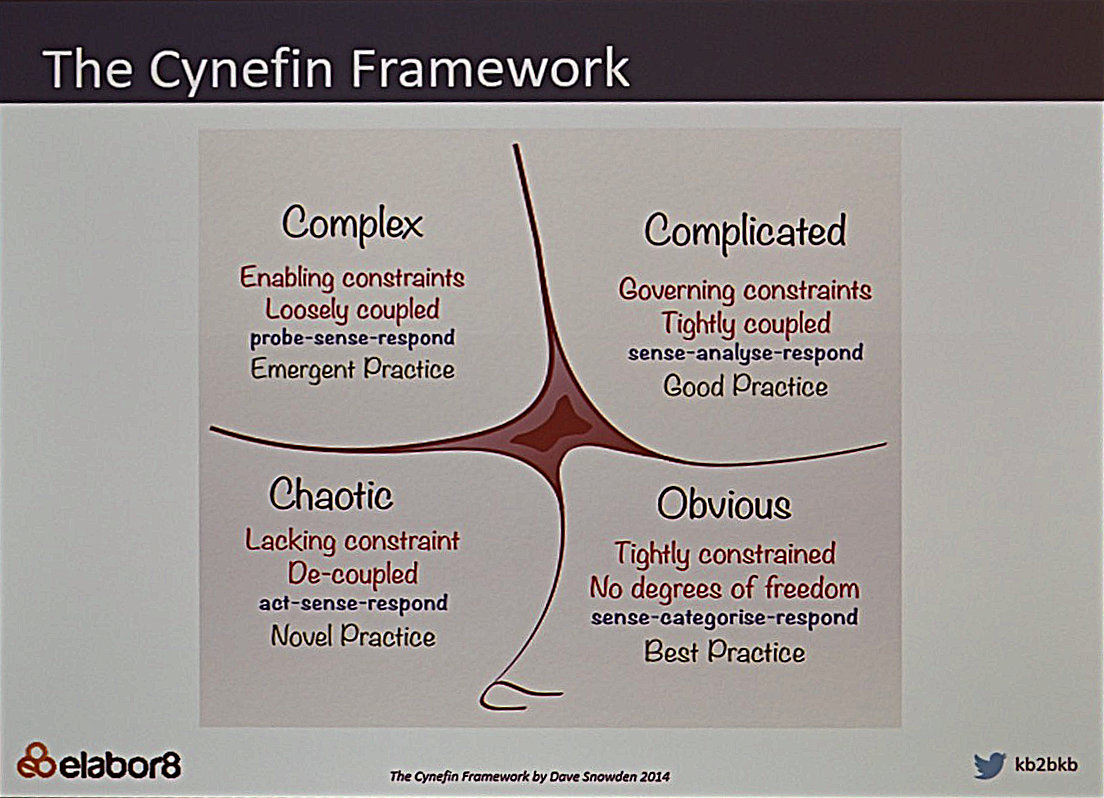 The Cynefin Framework
Complex
Enabling constraints
Loosely coupled
probe-sense-respond
Emergent Practice
Complicated
Governing constraints
Tightly coupled
sense-analyse-respond
Good Practice
Chaotic
Lacking constraint
De-coupled
act-sense-respond
Novel Practice
Obvious
Tightly constrained
No degrees of freedom
sense-categorise-respond
Best Practice
elabor8
The Cynefin Framework by Dave Snowden 2014
kb2bkb